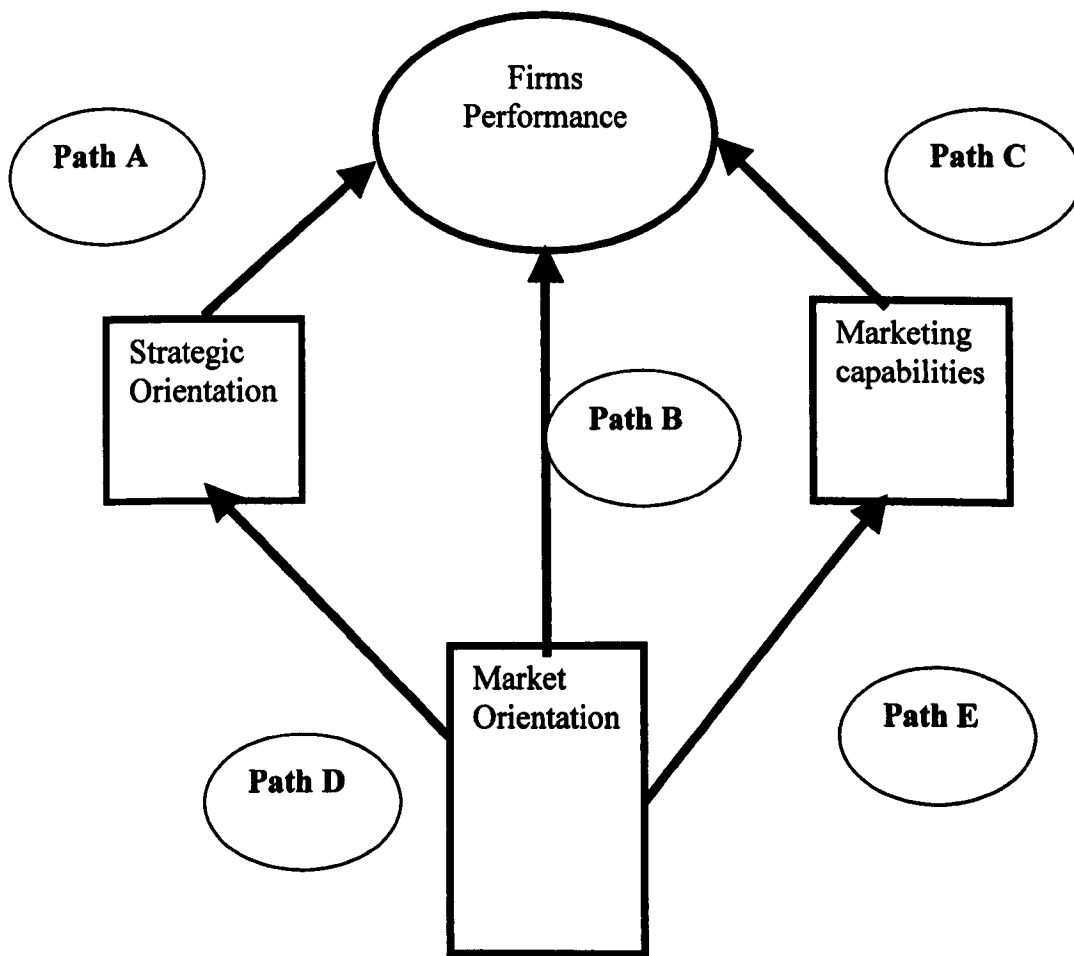 Firms
Performance
Path A
Path C
Strategic
Orientation
Marketing
capabilities
Path B
Market
Orientation
Path E
Path D